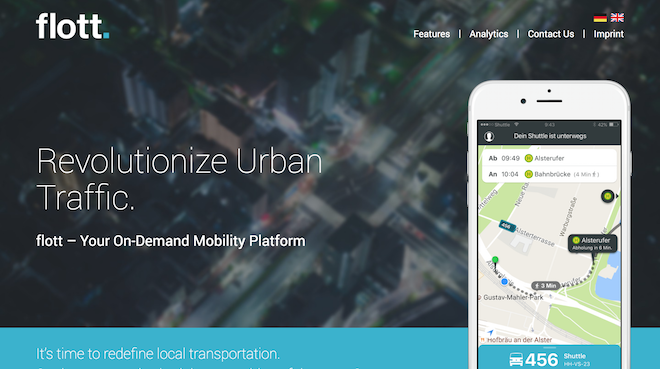 flott.
Features | Analytics | Contact Us | Imprint
Revolutionize Urban
Traffic.
flott – Your On-Demand Mobility Platform
Shuttle
9:43
42%
Dein Shuttle ist unterwegs
Ab 09:49 H Alsterufer
An 10:04 H Bahnbrücke (4 Min)
Neue
Warburgstraße
456
Alsterterrasse
H Alsterufer
Abholung in 6 Min.
3 Min
Gustav-Mahler-Park
Hofbräu an der Alster
456 Shuttle
HH-VS-23
It's time to redefine local transportation.